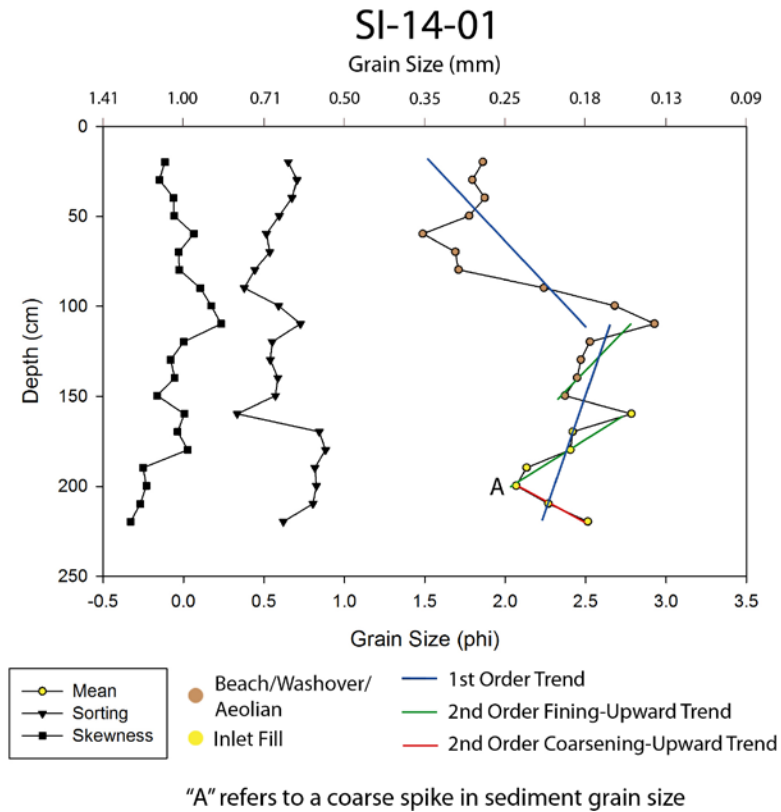 SI-14-01
Grain Size (mm)
1.41 1.00 0.71 0.50 0.35 0.25 0.18 0.13 0.09
0
50
100
150
200
250
Depth (cm)
A
-0.5 0.0 0.5 1.0 1.5 2.0 2.5 3.0 3.5
Grain Size (phi)
Mean
Sorting
Skewness
Beach/Washover/
Aeolian
Inlet Fill
1st Order Trend
2nd Order Fining-Upward Trend
2nd Order Coarsening-Upward Trend
"A" refers to a coarse spike in sediment grain size